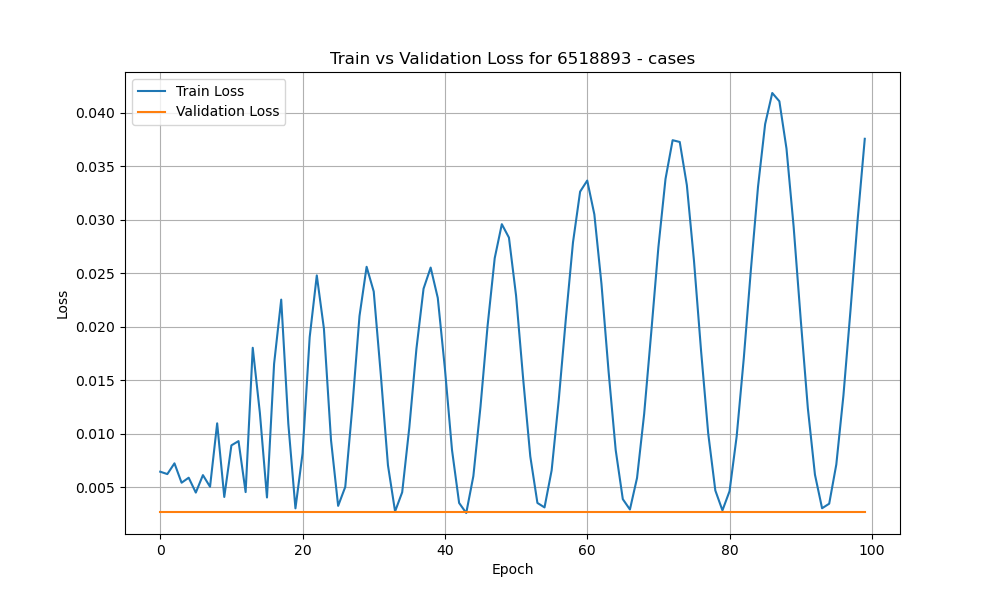 Train vs Validation Loss for 6518893 - cases
Train Loss
Validation Loss
0.040
0.035
0.030
0.025
0.020
0.015
0.010
0.005
Loss
0 20 40 60 80 100
Epoch